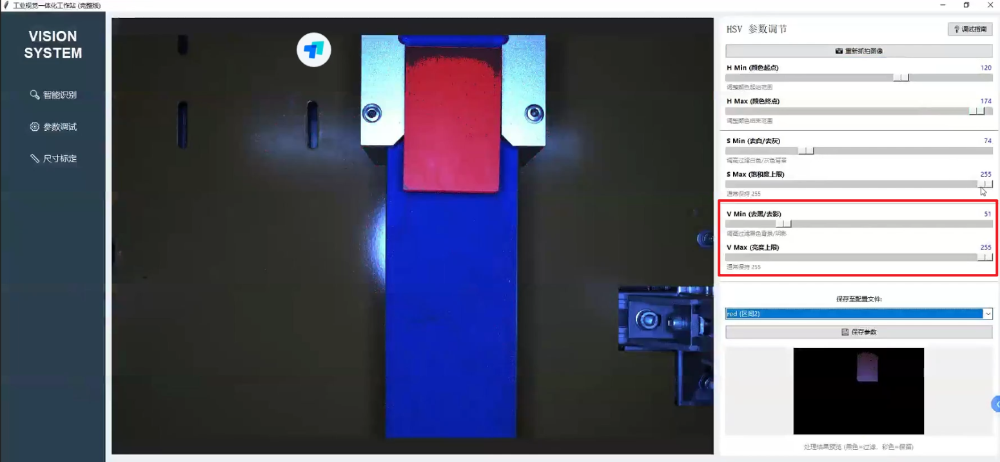 工业视觉一体化工作站 (完整版)
VISION
SYSTEM
智能识别
参数调试
尺寸标定
HSV 参数调节
调试指南
重新抓拍图像
H Min (颜色起点)
120
调整颜色起始范围
H Max (颜色终点)
174
调整颜色结束范围
S Min (去白/去灰)
74
调高过滤白色/灰色背景
S Max (饱和度上限)
255
通常保持 255
V Min (去黑/去影)
51
调高过滤黑色背景/阴影
V Max (亮度上限)
255
通常保持 255
保存至配置文件:
red (区间2)
保存参数
处理结果预览 (黑色=过滤, 彩色=保留)